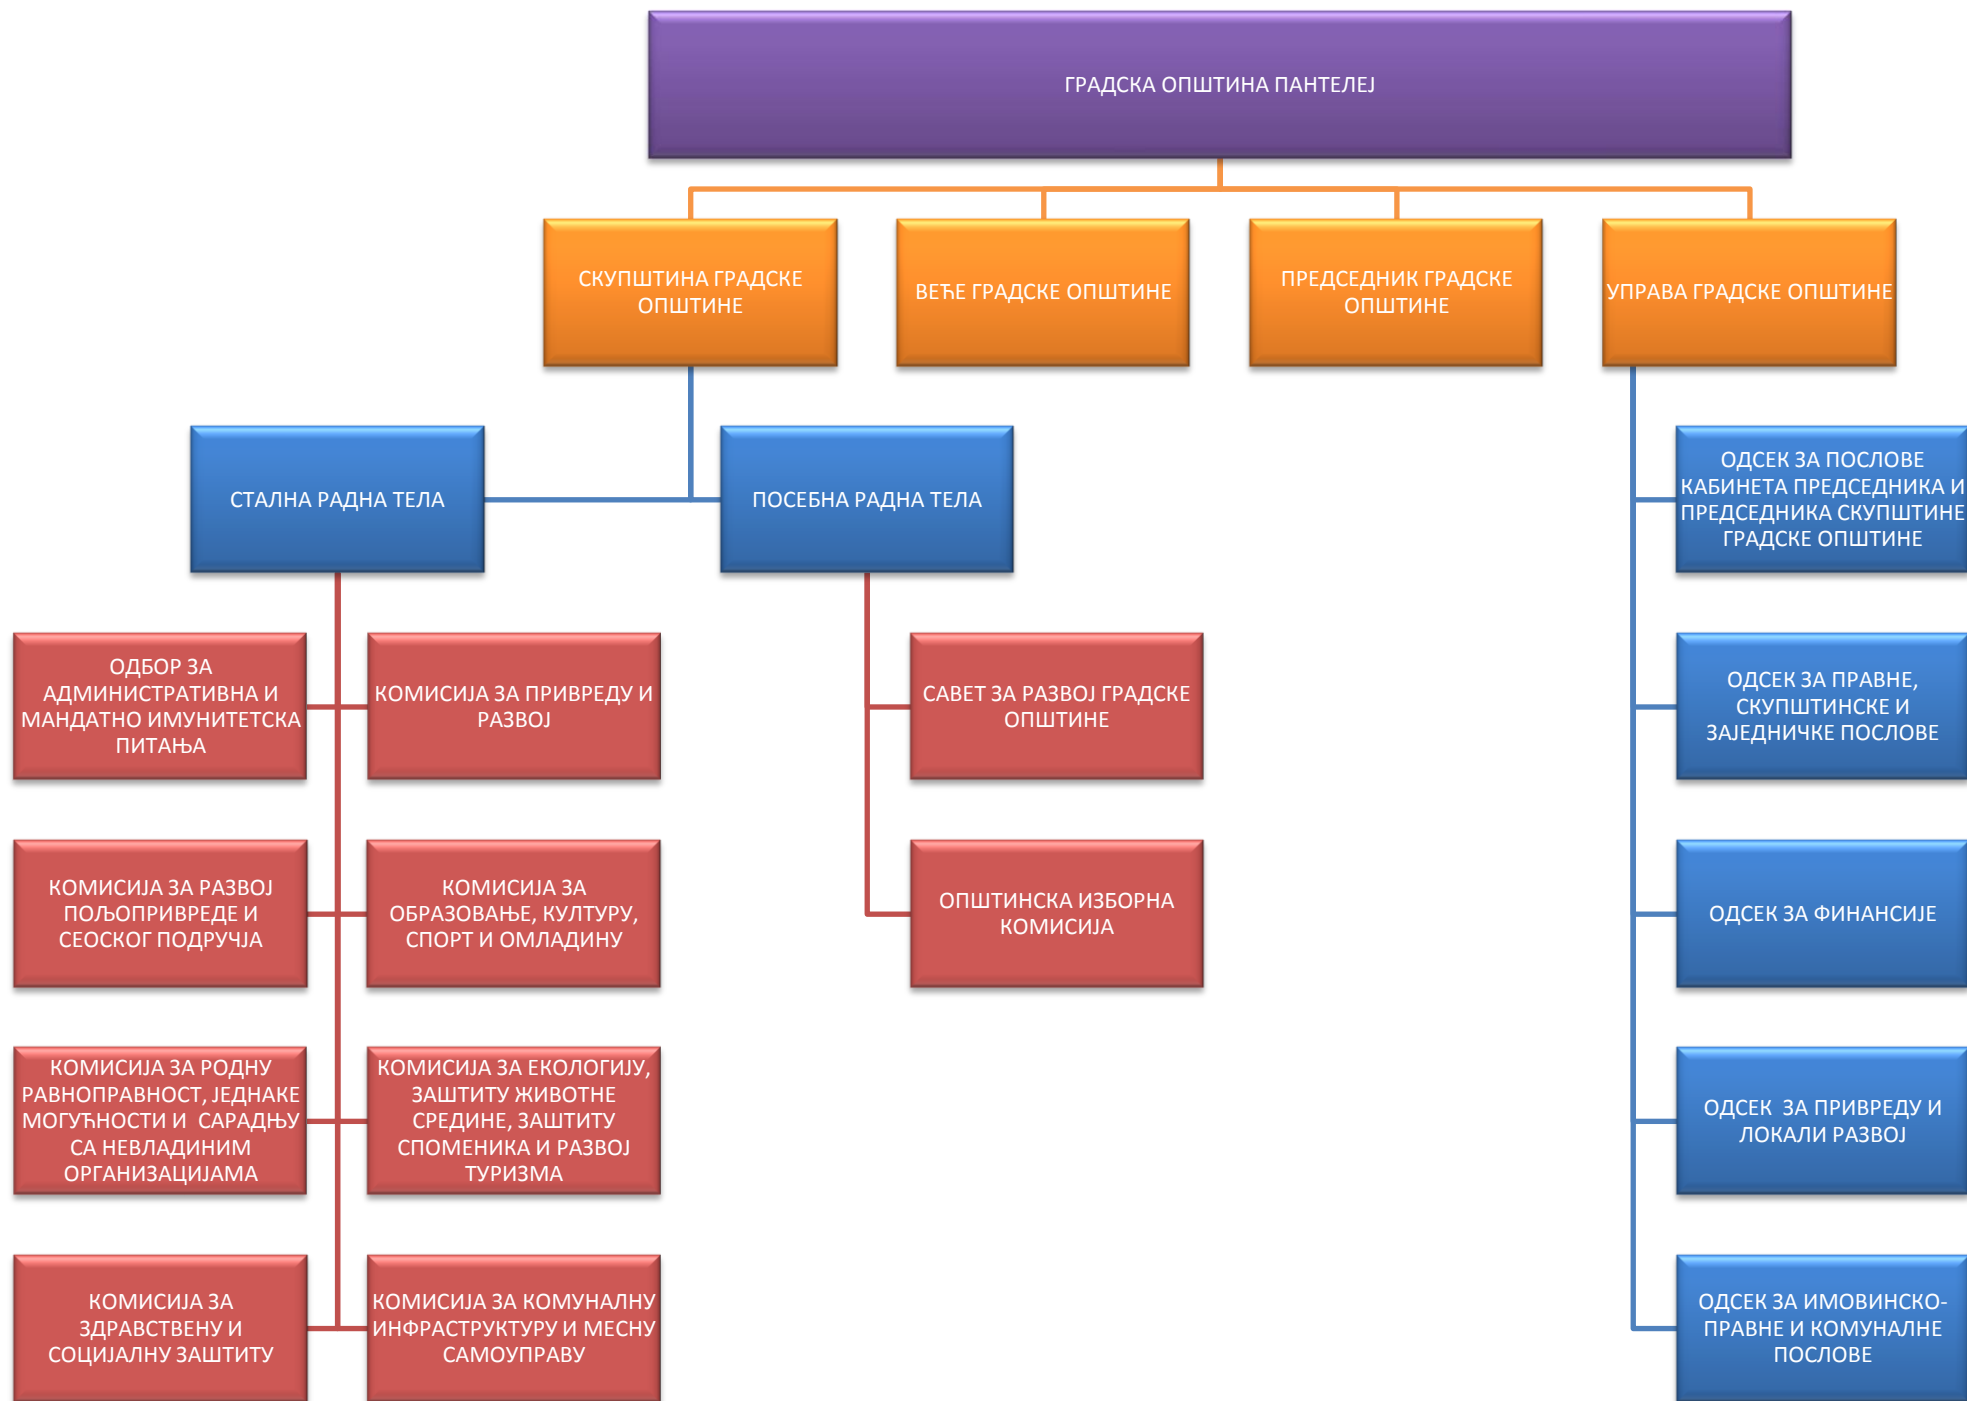 ГРАДСКА ОПШТИНА ПАНТЕЛЕЈ
СКУПШТИНА ГРАДСКЕ
ОПШТИНЕ
ВЕЋЕ ГРАДСКЕ ОПШТИНЕ
ПРЕДСЕДНИК ГРАДСКЕ
ОПШТИНЕ
УПРАВА ГРАДСКЕ ОПШТИНЕ
СТАЛНА РАДНА ТЕЛА
ПОСЕБНА РАДНА ТЕЛА
ОДСЕК ЗА ПОСЛОВЕ
КАБИНЕТА ПРЕДСЕДНИКА И
ПРЕДСЕДНИКА СКУПШТИНЕ
ГРАДСКЕ ОПШТИНЕ
ОДБОР ЗА
АДМИНИСТРАТИВНА И
МАНДАТНО ИМУНИТЕТСКА
ПИТАЊА
КОМИСИЈА ЗА ПРИВРЕДУ И
РАЗВОЈ
САВЕТ ЗА РАЗВОЈ ГРАДСКЕ
ОПШТИНЕ
ОДСЕК ЗА ПРАВНЕ,
СКУПШТИНСКЕ И
ЗАЈЕДНИЧКЕ ПОСЛОВЕ
КОМИСИЈА ЗА РАЗВОЈ
ПОЉОПРИВРЕДЕ И
СЕОСКОГ ПОДРУЧЈА
КОМИСИЈА ЗА
ОБРАЗОВАЊЕ, КУЛТУРУ,
СПОРТ И ОМЛАДИНУ
ОПШТИНСКА ИЗБОРНА
КОМИСИЈА
ОДСЕК ЗА ФИНАНСИЈЕ
КОМИСИЈА ЗА РОДНУ
РАВНОПРАВНОСТ, ЈЕДНАКЕ
МОГУЋНОСТИ И  САРАДЊУ
СА НЕВЛАДИНИМ
ОРГАНИЗАЦИЈАМА
КОМИСИЈА ЗА ЕКОЛОГИЈУ,
ЗАШТИТУ ЖИВОТНЕ
СРЕДИНЕ, ЗАШТИТУ
СПОМЕНИКА И РАЗВОЈ
ТУРИЗМА
ОДСЕК  ЗА ПРИВРЕДУ И
ЛОКАЛИ РАЗВОЈ
КОМИСИЈА ЗА
ЗДРАВСТВЕНУ И
СОЦИЈАЛНУ ЗАШТИТУ
КОМИСИЈА ЗА КОМУНАЛНУ
ИНФРАСТРУКТУРУ И МЕСНУ
САМОУПРАВУ
ОДСЕК ЗА ИМОВИНСКО-
ПРАВНЕ И КОМУНАЛНЕ
ПОСЛОВЕ